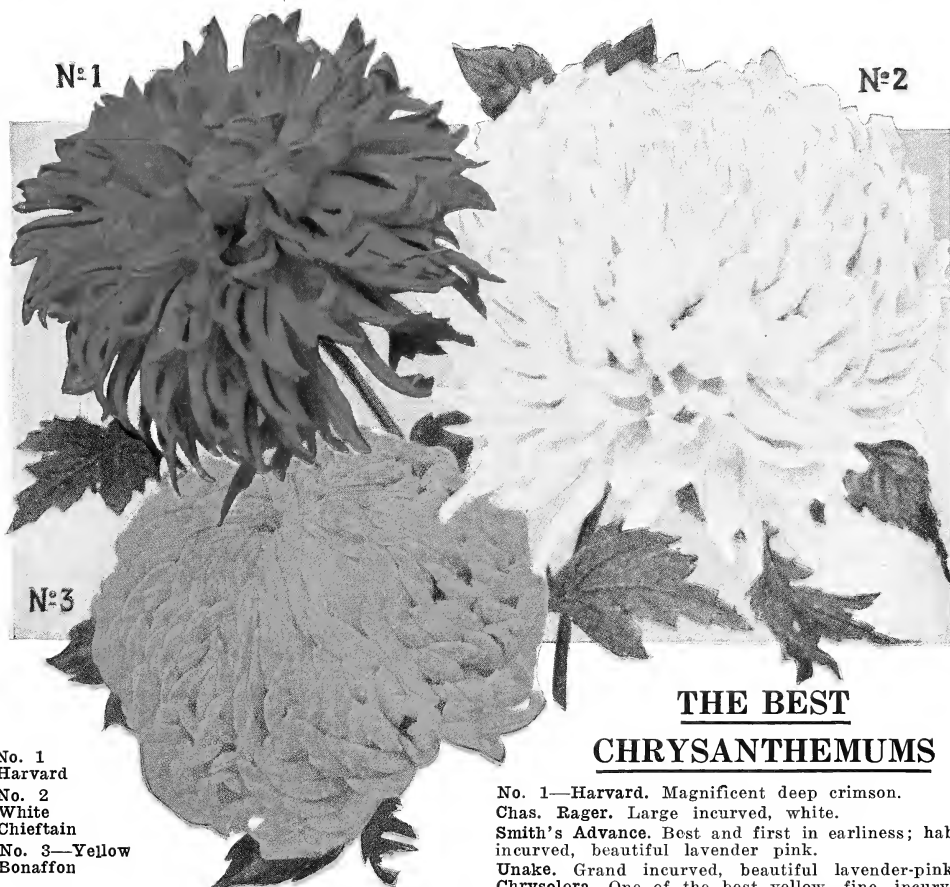 No. 1
No. 2
No. 3
No. 1
Harvard
No. 2
White
Chieftain
No. 3—Yellow
Bonaffon
THE BEST
CHRYSANTHEMUMS
No. 1—Harvard. Magnificent deep crimson.
Chas. Rager. Large incurved, white.
Smith's Advance. Best and first in earliness;
incurved, beautiful lavender pink.
Unake. Grand incurved, beautiful lavender-pink
Chrysolora. One of the best yellow, fine